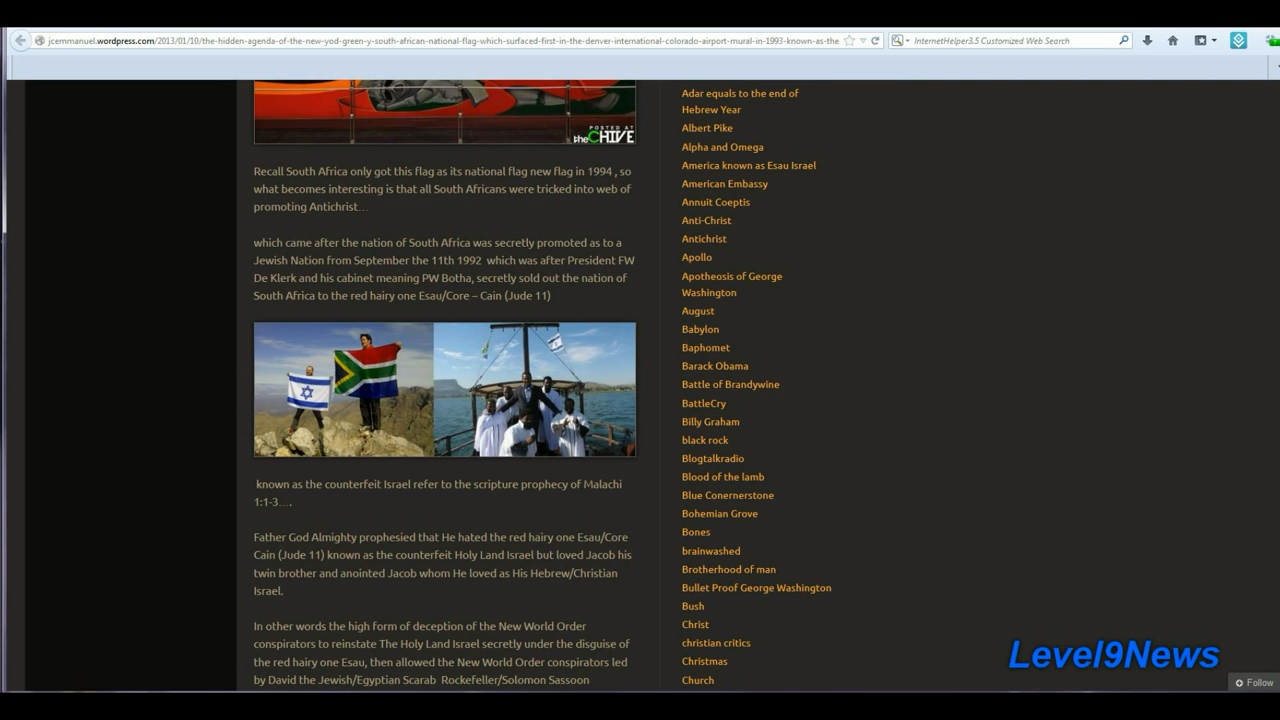 jcemmanuel.wordpress.com/2013/01/10/the-hidden-agenda-of-the-new-yod-green-y-south-african-national-flag-which-surfaced-first-in-the-denver-international-colorado-airport-mural-in-1993-known-as-the
InternetHelper3.5 Customized Web Search
POSTED AT
theCHIVE
Recall South Africa only got this flag as its national flag new flag in 1994 , so
what becomes interesting is that all South Africans were tricked into web of
promoting Antichrist…
which came after the nation of South Africa was secretly promoted as to a
Jewish Nation from September the 11th 1992  which was after President FW
De Klerk and his cabinet meaning PW Botha, secretly sold out the nation of
South Africa to the red hairy one Esau/Core – Cain (Jude 11)
known as the counterfeit Israel refer to the scripture prophecy of Malachi
1:1-3….
Father God Almighty prophesied that He hated the red hairy one Esau/Core
Cain (Jude 11) known as the counterfeit Holy Land Israel but loved Jacob his
twin brother and anointed Jacob whom He loved as His Hebrew/Christian
Israel.
In other words the high form of deception of the New World Order
conspirators to reinstate The Holy Land Israel secretly under the disguise of
the red hairy one Esau, then allowed the New World Order conspirators led
by David the Jewish/Egyptian Scarab  Rockefeller/Solomon Sassoon
Adar equals to the end of
Hebrew Year
Albert Pike
Alpha and Omega
America known as Esau Israel
American Embassy
Annuit Coeptis
Anti-Christ
Antichrist
Apollo
Apotheosis of George
Washington
August
Babylon
Baphomet
Barack Obama
Battle of Brandywine
BattleCry
Billy Graham
black rock
Blogtalkradio
Blood of the lamb
Blue Conernerstone
Bohemian Grove
Bones
brainwashed
Brotherhood of man
Bullet Proof George Washington
Bush
Christ
christian critics
Christmas
Church
Level9News
Follow